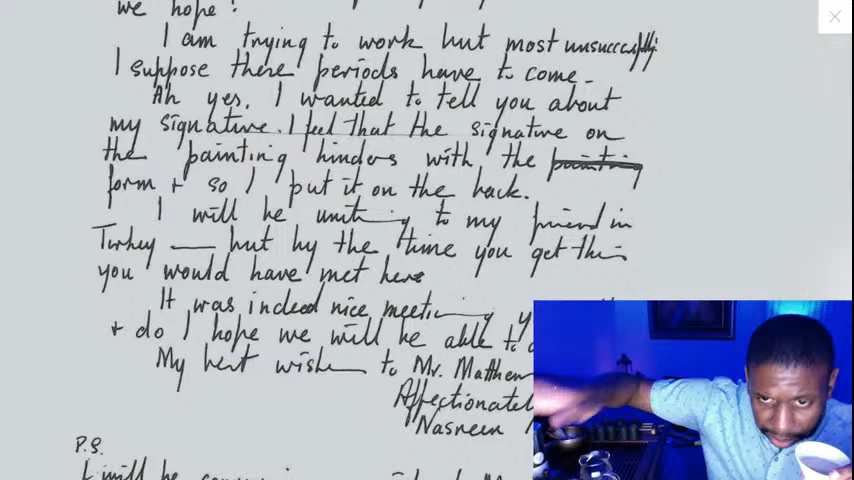 we hope!
I am trying to work but most unsuccessfully
I suppose these periods have to come –
Ah yes, I wanted to tell you about
my signature. I feel that the signature on
the painting hinders with the painting
form + so I put it on the back.
I will be writing to my friend in
Turkey — but by the time you get this
you would have met her
It was indeed nice meeting
+ do I hope we will be able to
My best wishes to Mr. Matthew
Affectionately
Nasreen
P.S.
I will be